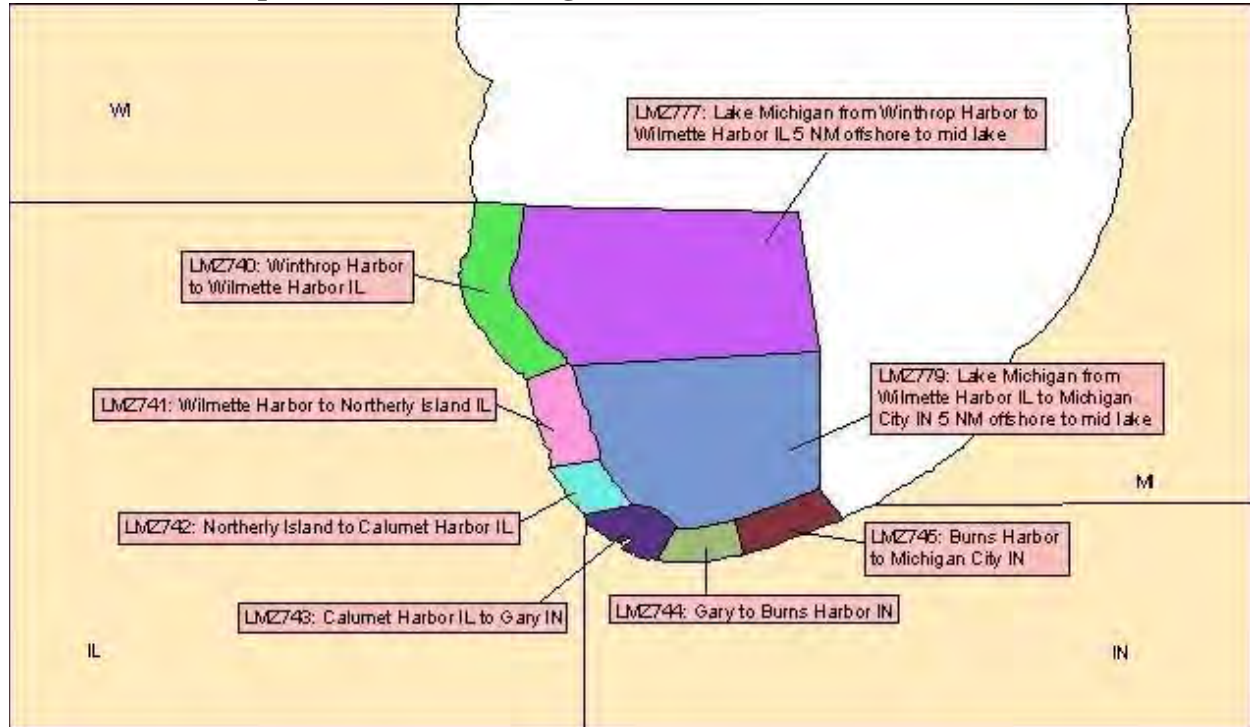 WI
LMZ777: Lake Michigan from Winthrop Harbor to
Wilmette Harbor IL 5 NM offshore to mid lake
LMZ740: Winthrop Harbor
to Wilmette Harbor IL
LMZ779: Lake Michigan from
Wilmette Harbor IL to Michigan
City IN 5 NM offshore to mid lake
LMZ741: Wilmette Harbor to Northerly Island IL
MI
LMZ742: Northerly Island to Calumet Harbor IL
LMZ745: Burns Harbor
to Michigan City IN
LMZ743: Calumet Harbor IL to Gary IN
LMZ744: Gary to Burns Harbor IN
IL
IN